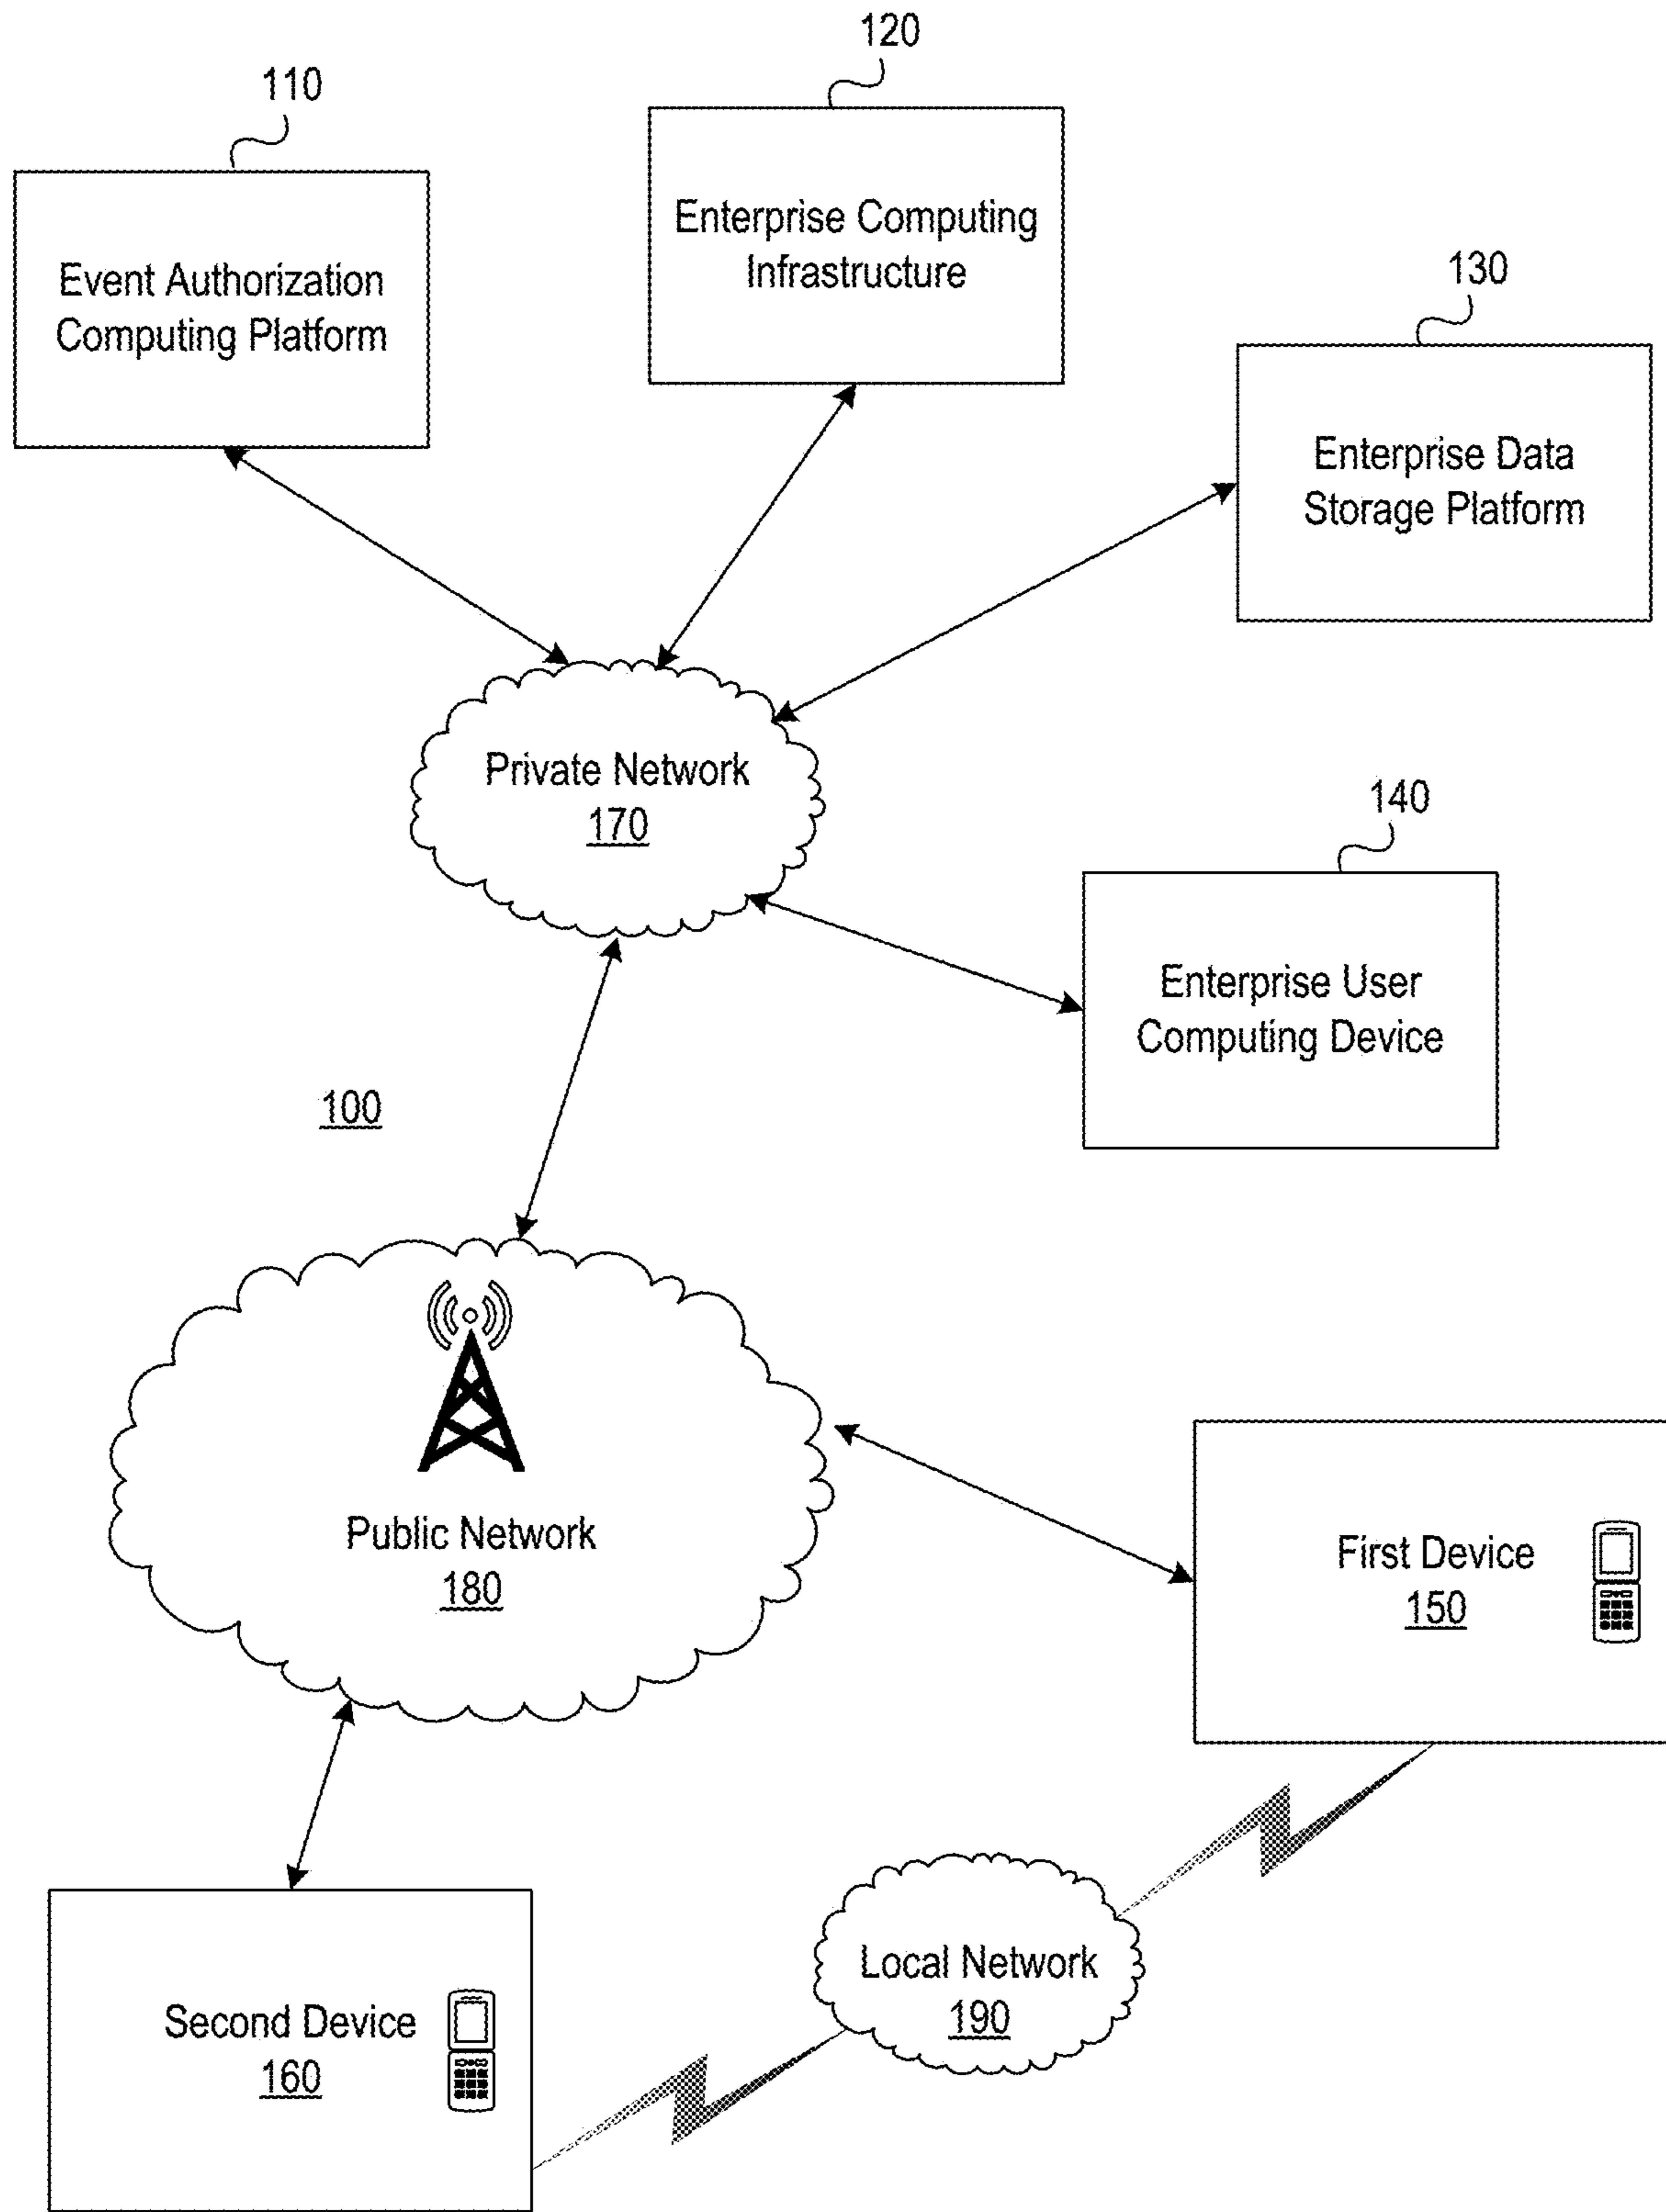 120
110
Enterprise Computing
Infrastructure
Event Authorization
Computing Platform
130
Enterprise Data
Storage Platform
Private Network
170
140
Enterprise User
Computing Device
100
Public Network
180
First Device
150
Local Network
190
Second Device
160